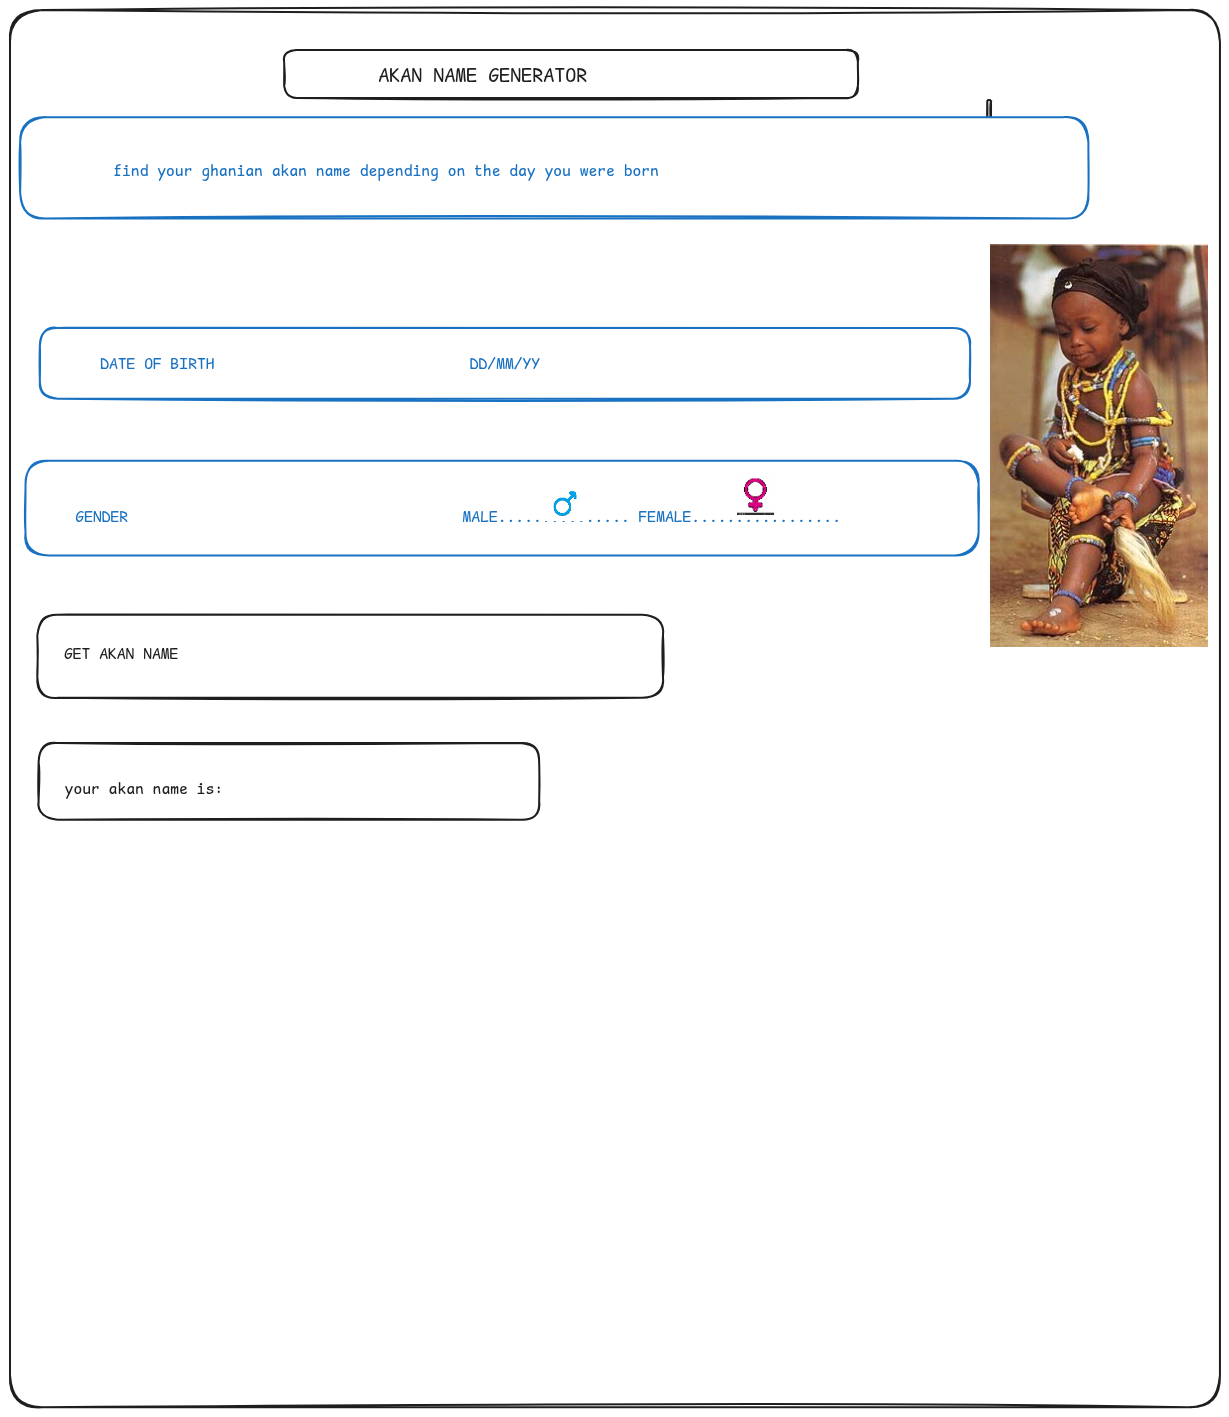 AKAN NAME GENERATOR
find your ghanian akan name depending on the day you were born
DATE OF BIRTH DD/MM/YY
GENDER MALE............... FEMALE.................
GET AKAN NAME
your akan name is: